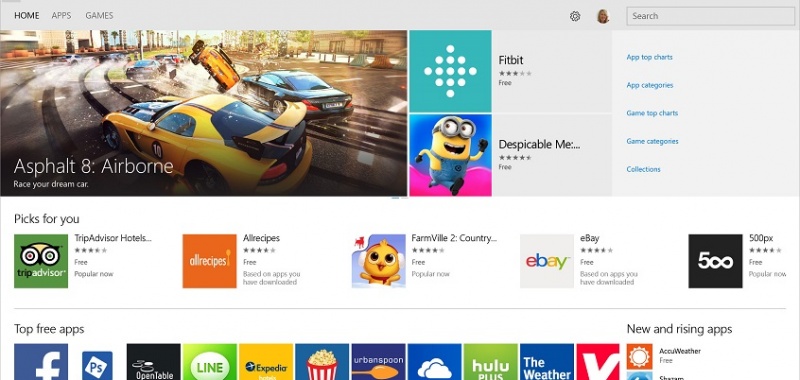 HOME APPS GAMES Search
Asphalt 8: Airborne
Race your dream car.
10
Fitbit
Free
Despicable Me:...
Free
App top charts
App categories
Game top charts
Game categories
Collections
Picks for you
tripadvisor
TripAdvisor Hotels...
Free
Popular now
allrecipes
Allrecipes
Free
Based on apps you
have downloaded
FarmVille 2: Country...
Free
Popular now
ebay
eBay
Free
Based on apps you
have downloaded
500
500px
Free
Popular now
Top free apps
New and rising apps
f
Ps
OpenTable
LINE
Expedia
urbanspoon
hulu
PLUS
The
Weather
AccuWeather
Free
Shazam